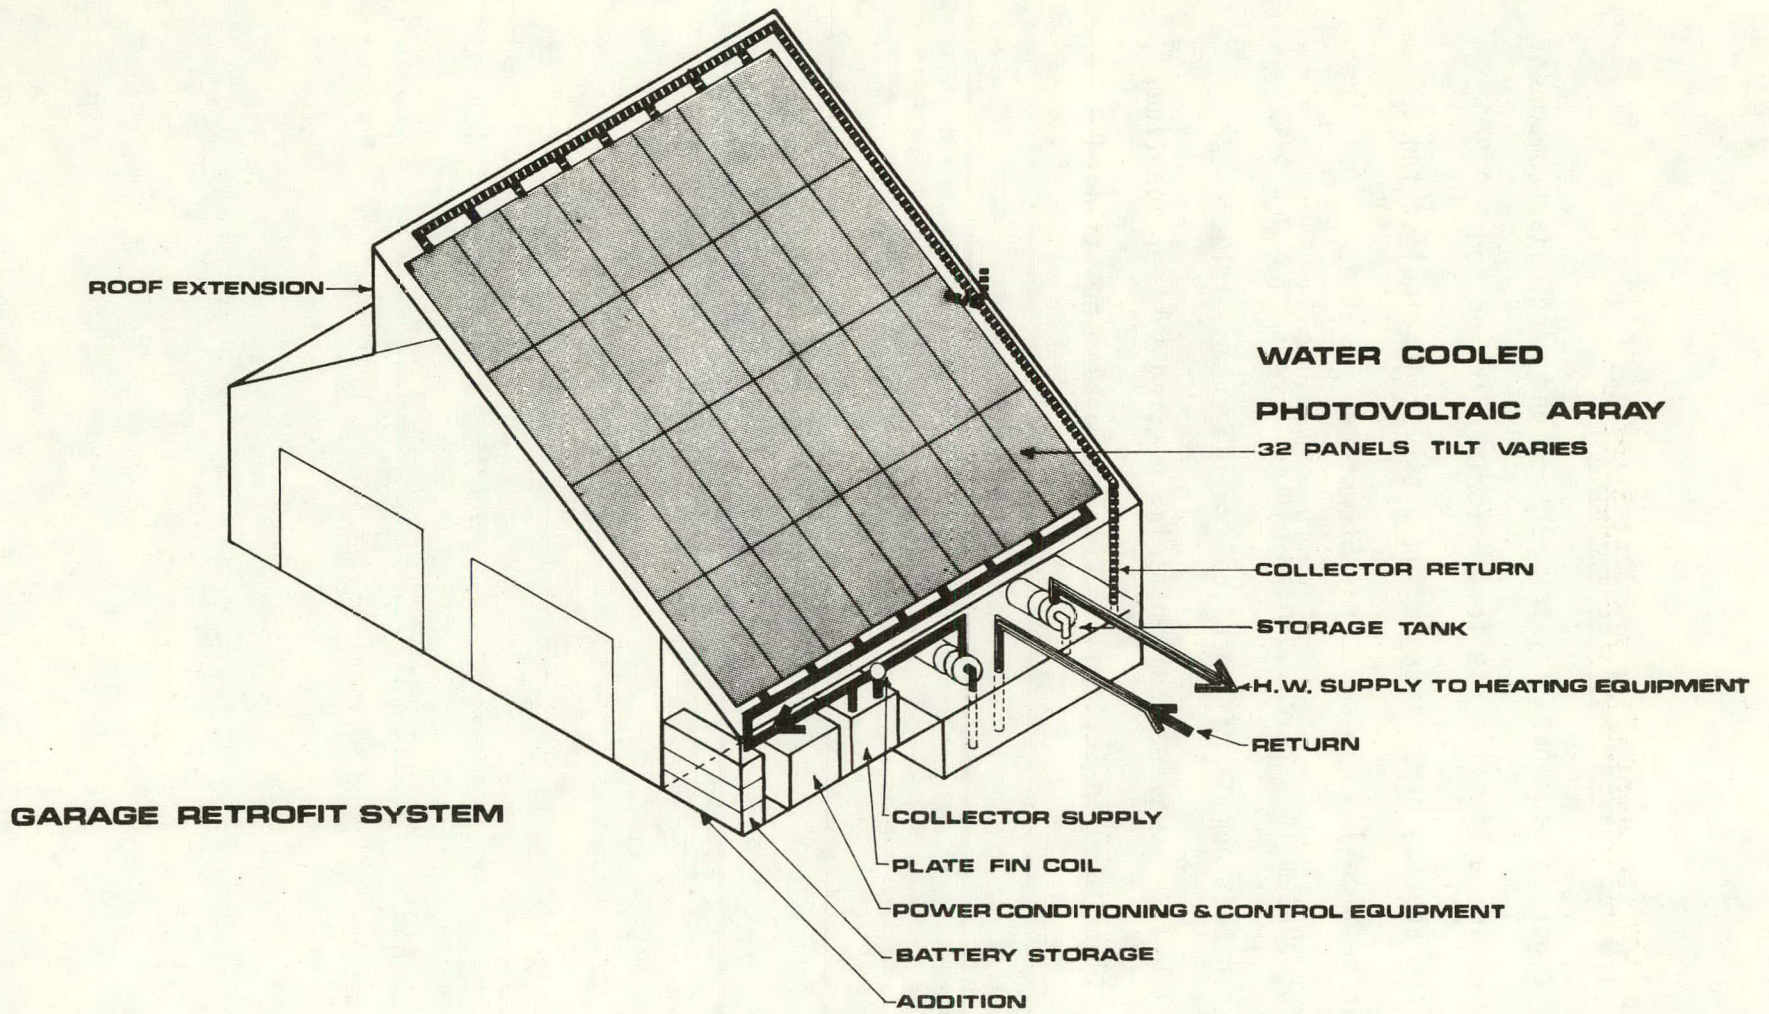 ROOF EXTENSION
WATER COOLED
PHOTOVOLTAIC ARRAY
32 PANELS TILT VARIES
COLLECTOR RETURN
STORAGE TANK
H.W. SUPPLY TO HEATING EQUIPMENT
RETURN
GARAGE RETROFIT SYSTEM
COLLECTOR SUPPLY
PLATE FIN COIL
POWER CONDITIONING & CONTROL EQUIPMENT
BATTERY STORAGE
ADDITION